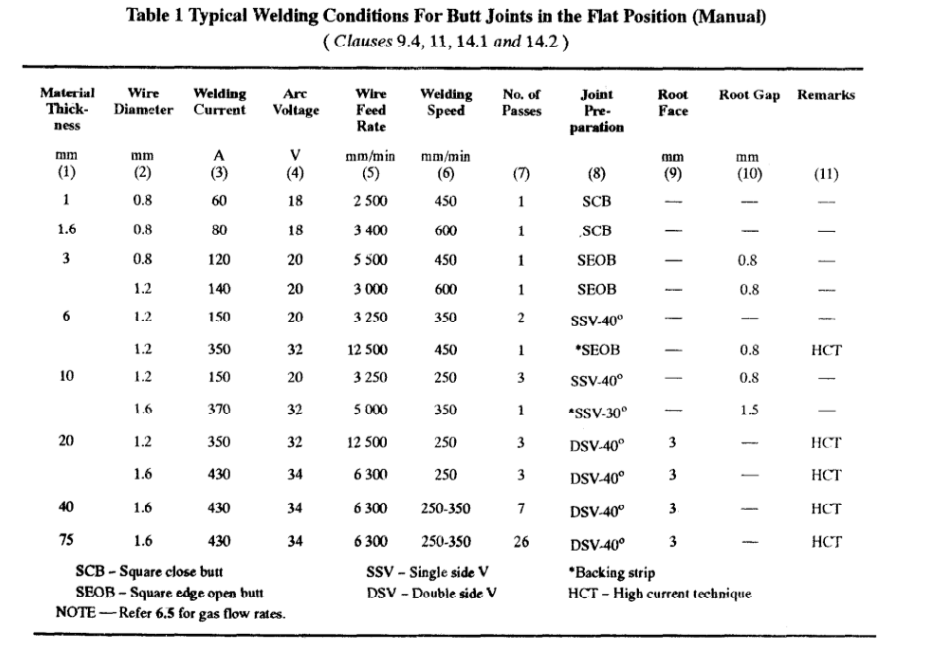 Table 1 Typical Welding Conditions For Butt Joints in the Flat Position (Manual)
( Clauses 9.4, 11, 14.1 and 14.2 )
Material Thick- ness Wire Diameter Welding Current Arc Voltage Wire Feed Rate Welding Speed No. of Passes Joint Pre- paration Root Face Root Gap Remarks
mm mm A V mm/min mm/min mm mm
(1) (2) (3) (4) (5) (6) (7) (8) (9) (10) (11)
1 0.8 60 18 2 500 450 1 SCB — — —
1.6 0.8 80 18 3 400 600 1 .SCB — — —
3 0.8 120 20 5 500 450 1 SEOB — 0.8 —
1.2 140 20 3 000 600 1 SEOB — 0.8 —
6 1.2 150 20 3 250 350 2 SSV-40° — — —
1.2 350 32 12 500 450 1 *SEOB — 0.8 HCT
10 1.2 150 20 3 250 250 3 SSV-40° — 0.8 —
1.6 370 32 5 000 350 1 *SSV-30° — 1.5 —
20 1.2 350 32 12 500 250 3 DSV-40° 3 — HCT
1.6 430 34 6 300 250 3 DSV-40° 3 — HCT
40 1.6 430 34 6 300 250-350 7 DSV-40° 3 — HCT
75 1.6 430 34 6 300 250-350 26 DSV-40° 3 — HCT
SCB – Square close butt SSV – Single side V *Backing strip
SEOB – Square edge open butt DSV – Double side V HCT – High current technique
NOTE — Refer 6.5 for gas flow rates.